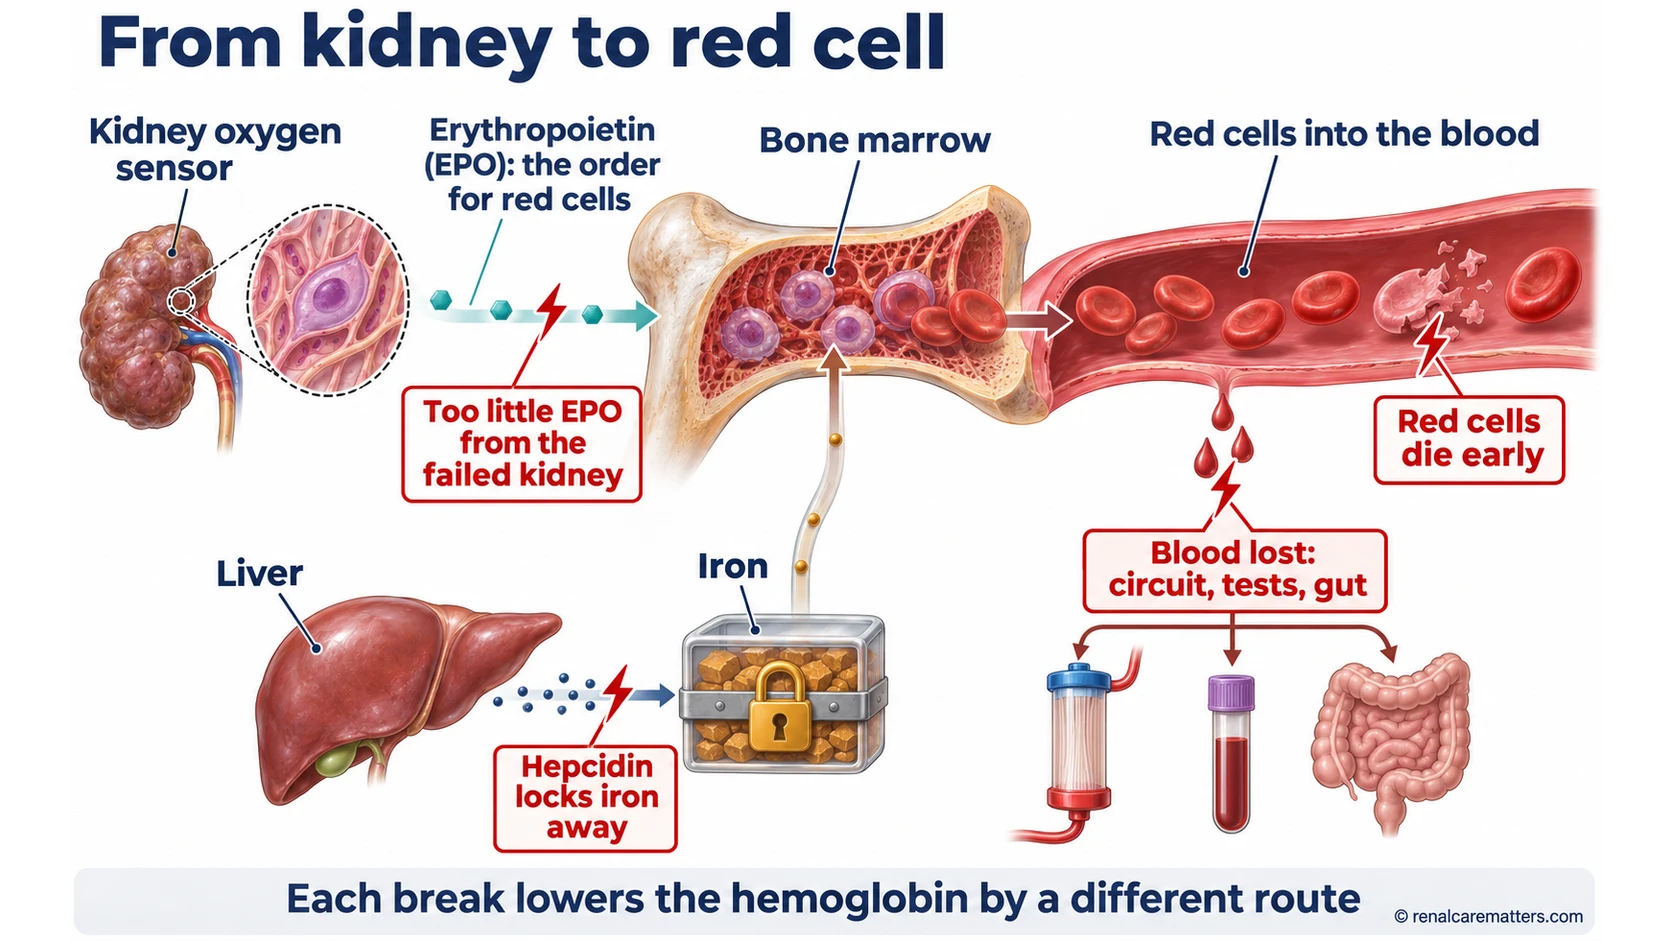 From kidney to red cell
Kidney oxygen
sensor
Erythropoietin
(EPO): the order
for red cells
Bone marrow
Red cells into the blood
Too little EPO
from the
failed kidney
Red cells
die early
Blood lost:
circuit, tests, gut
Liver
Iron
Hepcidin
locks iron
away
Each break lowers the hemoglobin by a different route
© renalcarematters.com